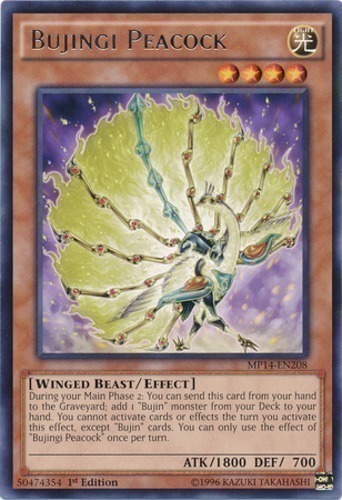 Bujingi Peacock
LIGHT
光
MP14-EN208
[Winged Beast/Effect]
During your Main Phase 2: You can send this card from your hand
to the Graveyard; add 1 "Bujin" monster from your Deck to your
hand. You cannot activate cards or effects the turn you activate
this effect, except "Bujin" cards. You can only use the effect of
"Bujingi Peacock" once per turn.
ATK/1800 DEF/ 700
50474354 1st Edition ©1996 KAZUKI TAKAHASHI